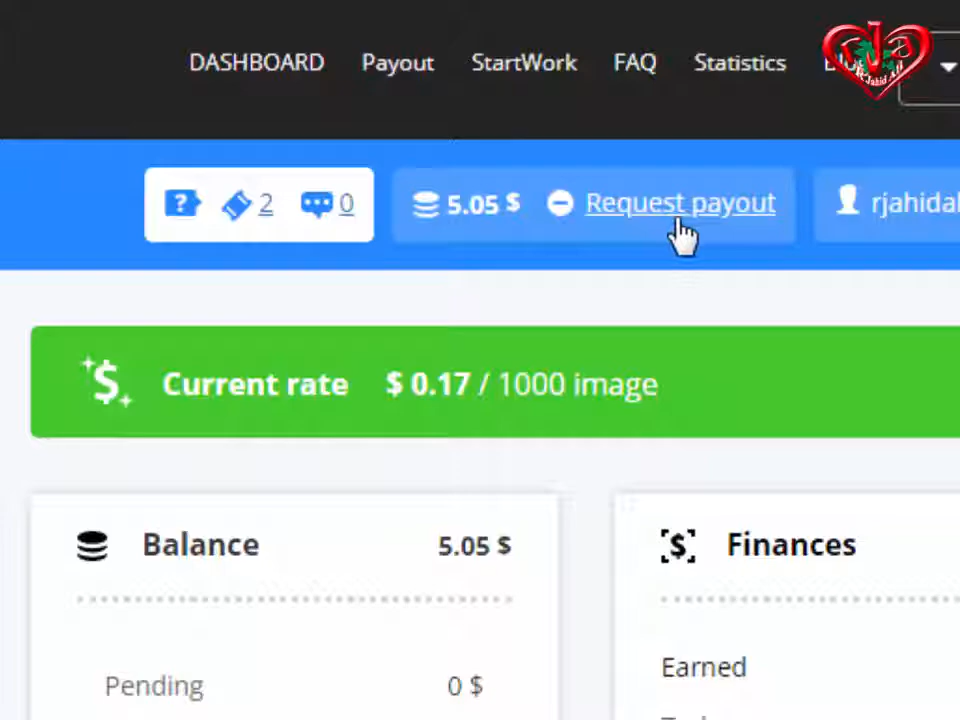 DASHBOARD Payout StartWork FAQ Statistics
2 0 5.05 $ Request payout rjahidal
Current rate $ 0.17 / 1000 image
Balance 5.05 $
Finances
Pending 0 $
Earned